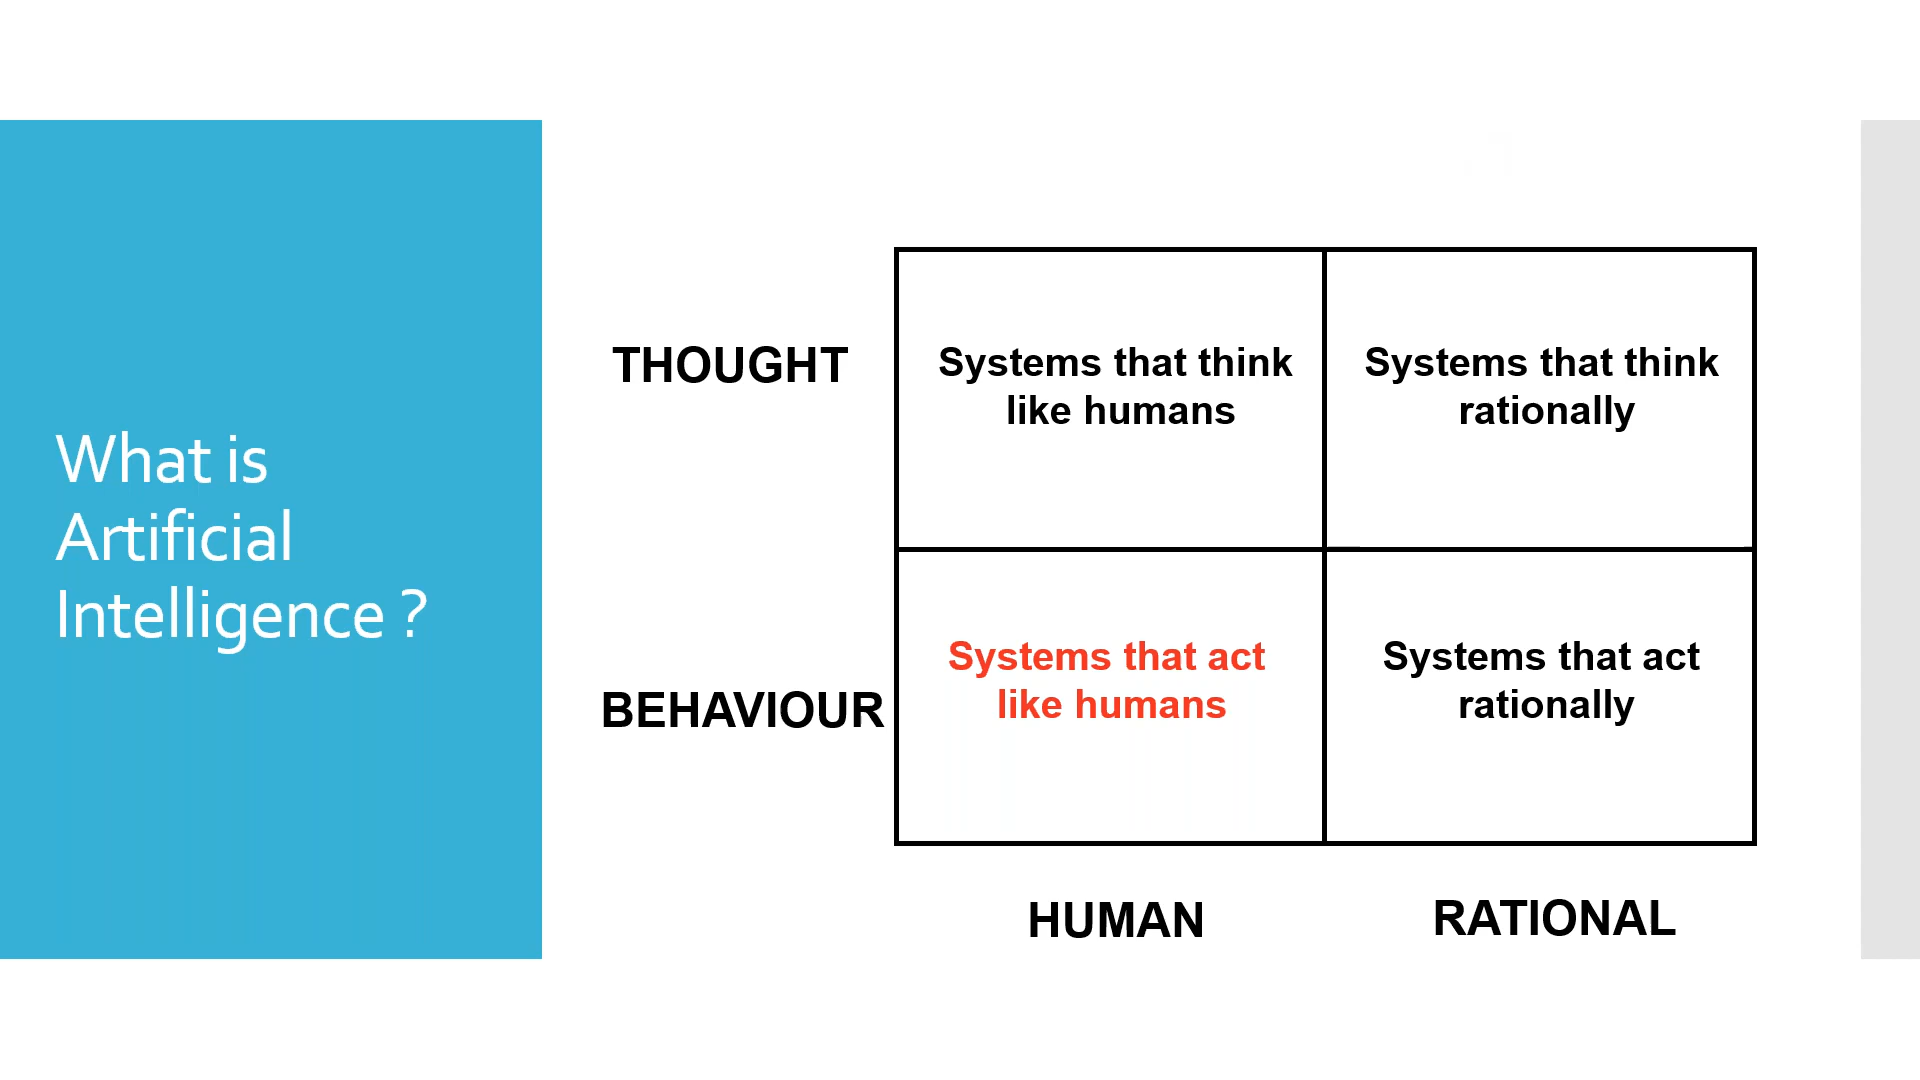 What is
Artificial
Intelligence ?
THOUGHT
Systems that think
like humans
Systems that think
rationally
BEHAVIOUR
Systems that act
like humans
Systems that act
rationally
HUMAN
RATIONAL